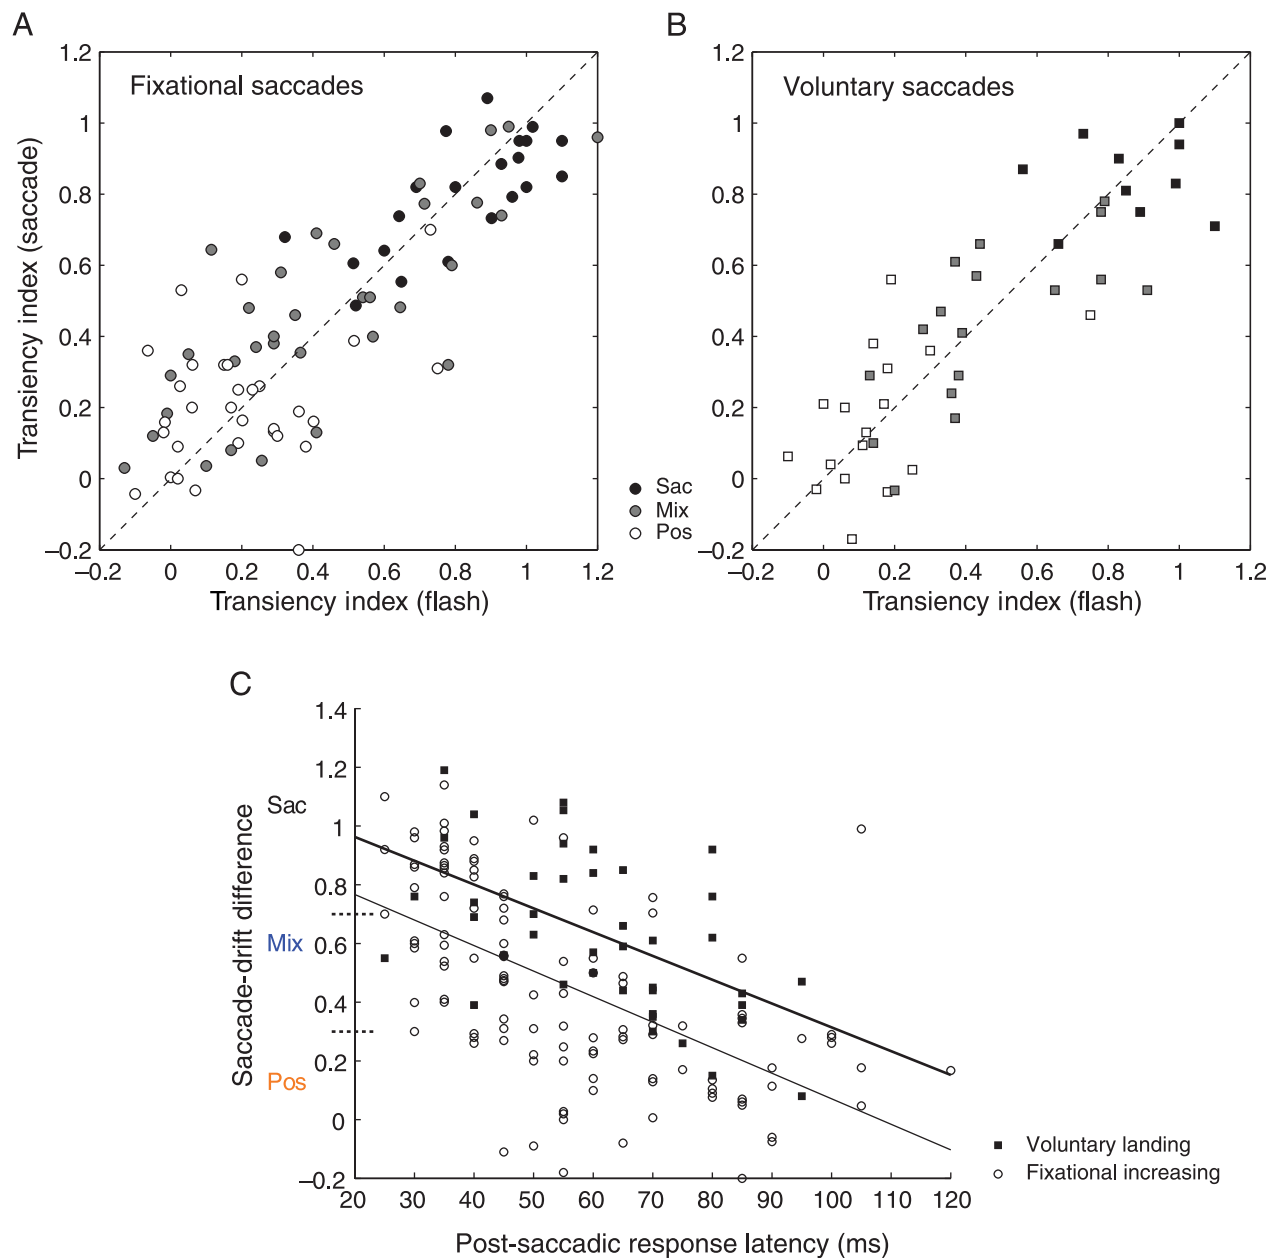 A
B
1.2
1
0.8
0.6
0.4
0.2
0
−0.2
Transiency index (saccade)
Fixational saccades
−0.2 0 0.2 0.4 0.6 0.8 1 1.2
Transiency index (flash)
Sac
Mix
Pos
1.2
1
0.8
0.6
0.4
0.2
0
−0.2
Voluntary saccades
−0.2 0 0.2 0.4 0.6 0.8 1 1.2
Transiency index (flash)
C
1.4
1.2
1
0.8
0.6
0.4
0.2
0
−0.2
Saccade-drift difference
Sac
Mix
Pos
20 30 40 50 60 70 80 90 100 110 120
Post-saccadic response latency (ms)
Voluntary landing
Fixational increasing